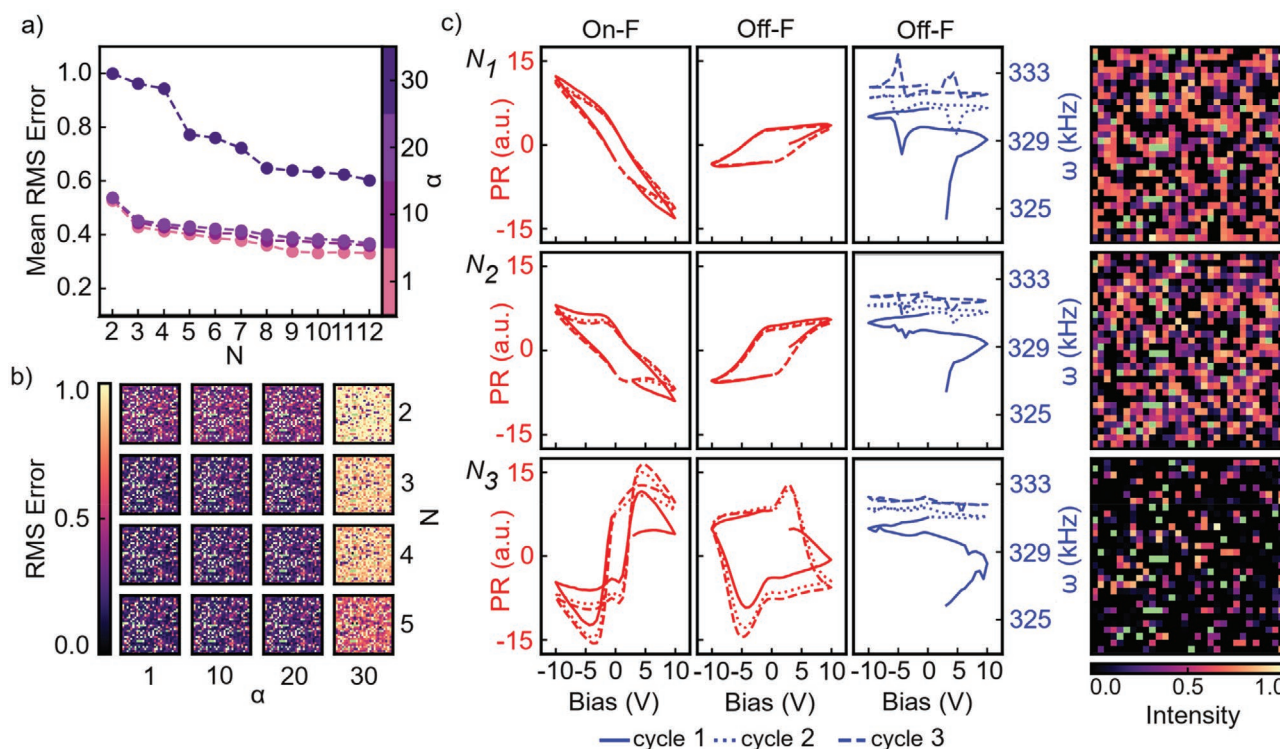 a)
Mean RMS Error
1.0
0.8
0.6
0.4
0.2
2 3 4 5 6 7 8 9 10 11 12
N
30
20
10
1
α
b)
RMS Error
1.0
0.5
0.0
2
3
4
5
N
1 10 20 30
α
c)
On-F Off-F Off-F
N1
PR (a.u.)
15
0
-15
333
329
325
ω (kHz)
N2
PR (a.u.)
15
0
-15
333
329
325
ω (kHz)
N3
PR (a.u.)
15
0
-15
333
329
325
ω (kHz)
-10 -5 0 5 10 -10 -5 0 5 10 -10 -5 0 5 10
Bias (V) Bias (V) Bias (V)
cycle 1 cycle 2 cycle 3
0.0 0.5 1.0
Intensity